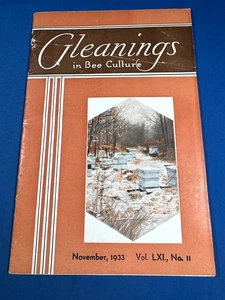 Gleanings
in Bee Culture
November, 1933 Vol. LXI., No. 11